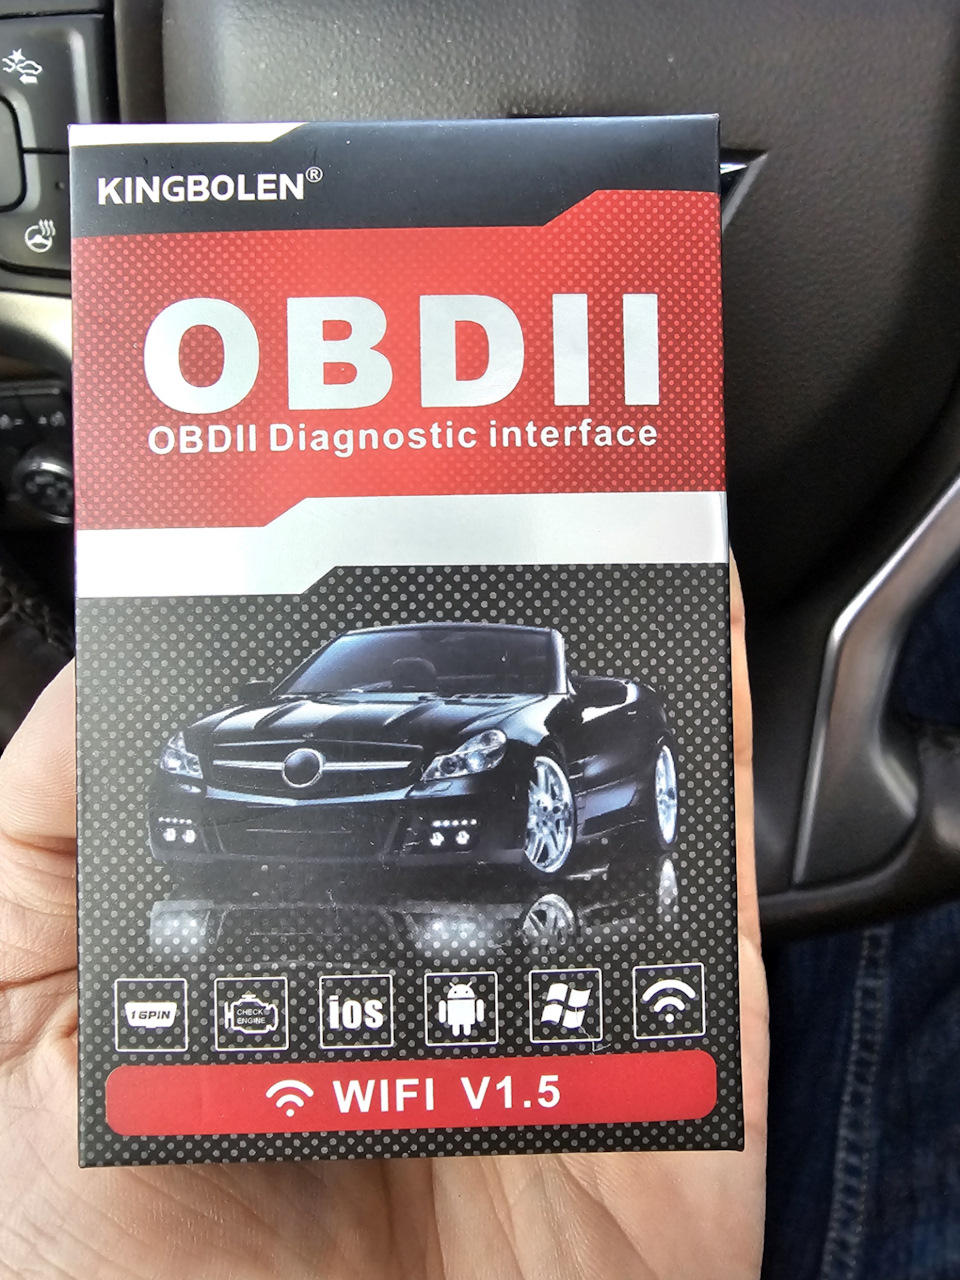 KINGBOLEN®
OBDII
OBDII Diagnostic interface
16PIN
CHECK
ENGINE
ios
WIFI V1.5